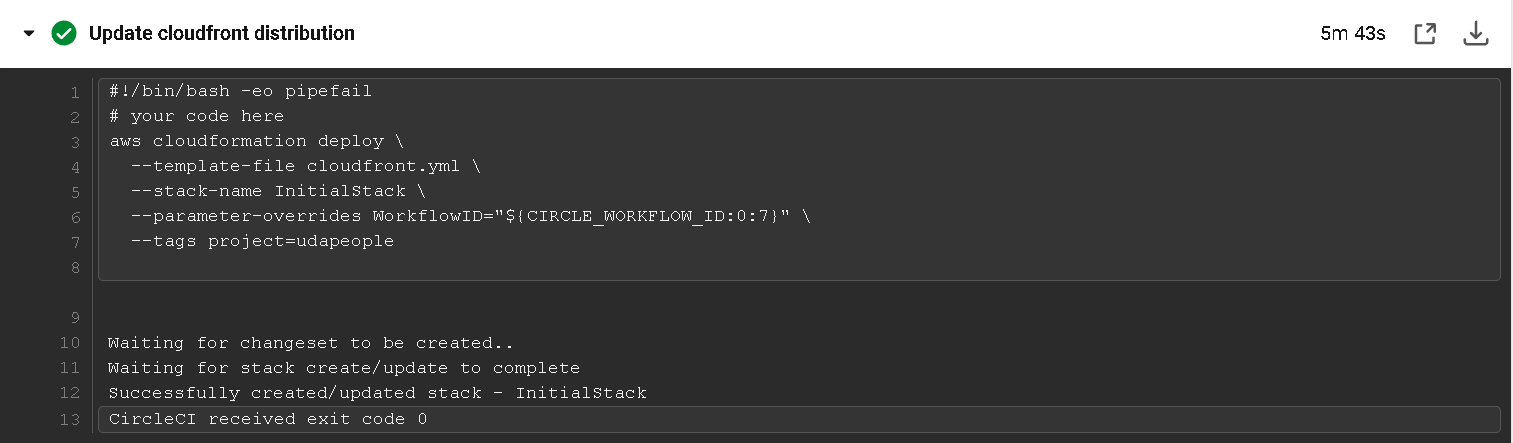 Update cloudfront distribution 5m 43s
1 #!/bin/bash -eo pipefail
2 # your code here
3 aws cloudformation deploy \
4   --template-file cloudfront.yml \
5   --stack-name InitialStack \
6   --parameter-overrides WorkflowID="${CIRCLE_WORKFLOW_ID:0:7}" \
7   --tags project=udapeople
8
9
10 Waiting for changeset to be created..
11 Waiting for stack create/update to complete
12 Successfully created/updated stack - InitialStack
13 CircleCI received exit code 0